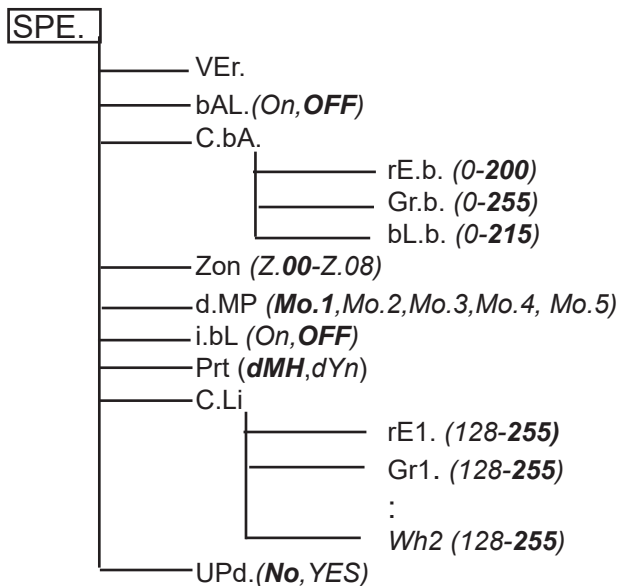 SPE.
VEr.
bAL.(On,OFF)
C.bA.
rE.b. (0-200)
Gr.b. (0-255)
bL.b. (0-215)
Zon (Z.00-Z.08)
d.MP (Mo.1,Mo.2,Mo.3,Mo.4, Mo.5)
i.bL (On,OFF)
Prt (dMH,dYn)
C.Li
rE1. (128-255)
Gr1. (128-255)
:
Wh2 (128-255)
UPd.(No,YES)